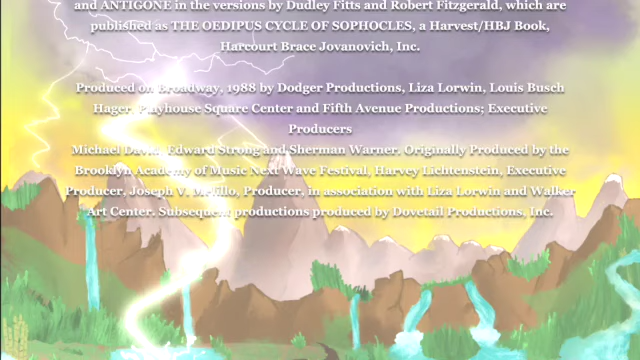 and ANTIGONE in the versions by Dudley Fitts and Robert Fitzgerald, which are
published as THE OEDIPUS CYCLE OF SOPHOCLES, a Harvest/HBJ Book,
Harcourt Brace Jovanovich, Inc.
Produced on Broadway, 1988 by Dodger Productions, Liza Lorwin, Louis Busch
Hager, Playhouse Square Center and Fifth Avenue Productions; Executive
Producers
Michael David, Edward Strong and Sherman Warner. Originally Produced by the
Brooklyn Academy of Music Next Wave Festival, Harvey Lichtenstein, Executive
Producer, Joseph V. Melillo, Producer, in association with Liza Lorwin and Walker
Art Center. Subsequent productions produced by Dovetail Productions, Inc.